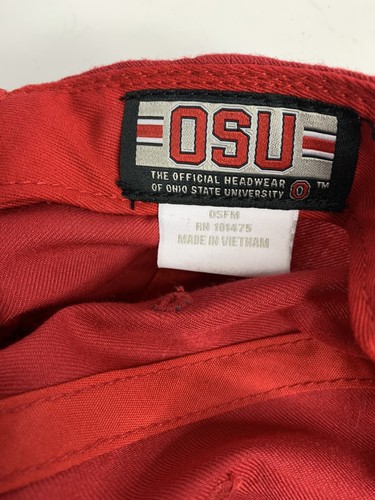 OSU
THE OFFICIAL HEADWEAR
OF OHIO STATE UNIVERSITY O ™
OSFM
RN 101475
MADE IN VIETNAM